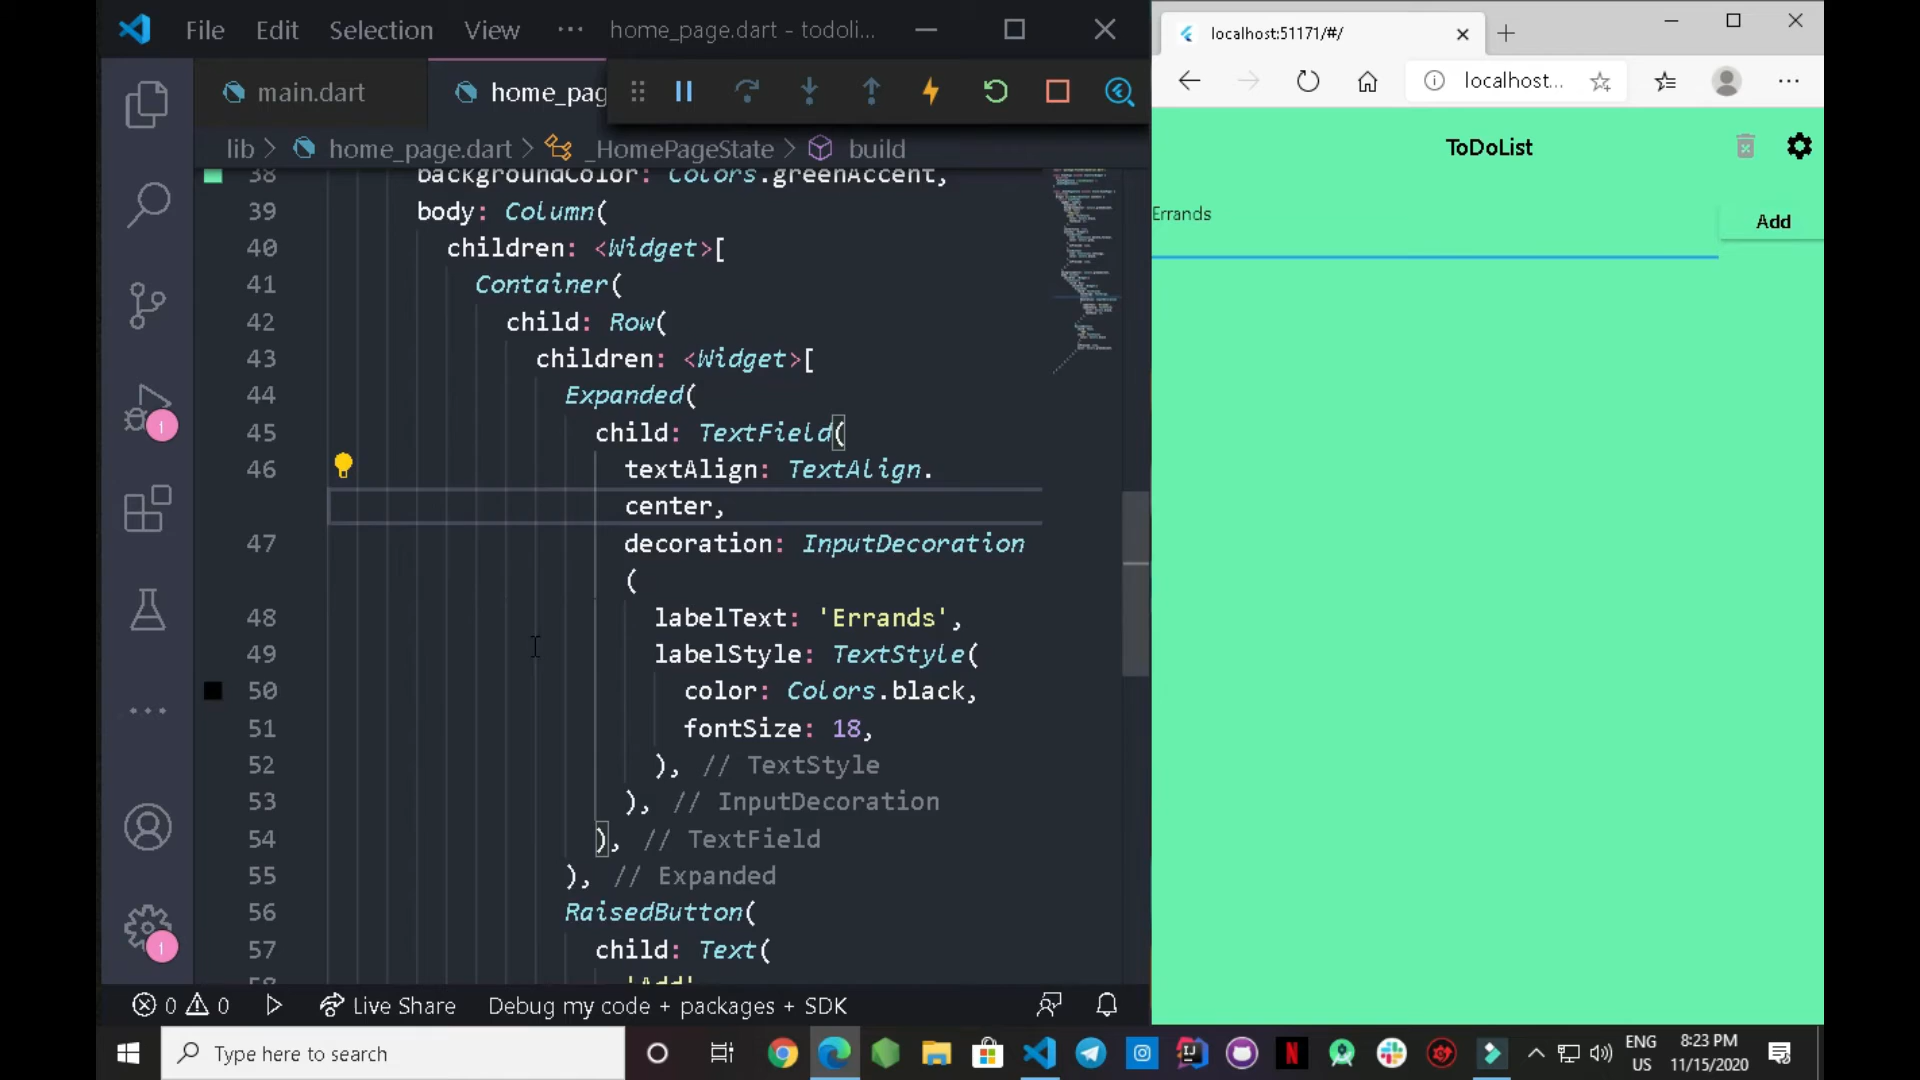 File Edit Selection View ··· home_page.dart - todoli...
main.dart
home_pag
lib > home_page.dart > _HomePageState > build
38 backgroundColor: Colors.greenAccent,
39 body: Column(
40 children: <Widget>[
41 Container(
42 child: Row(
43 children: <Widget>[
44 Expanded(
45 child: TextField(
46 textAlign: TextAlign.
center,
47 decoration: InputDecoration
(
48 labelText: 'Errands',
49 labelStyle: TextStyle(
50 color: Colors.black,
51 fontSize: 18,
52 ), // TextStyle
53 ), // InputDecoration
54 ), // TextField
55 ), // Expanded
56 RaisedButton(
57 child: Text(
58 'Add'
1
1
0 0 Live Share Debug my code + packages + SDK
localhost:51171/#/
localhost...
ToDoList
Errands
Add
Type here to search
ENG
US
8:23 PM
11/15/2020